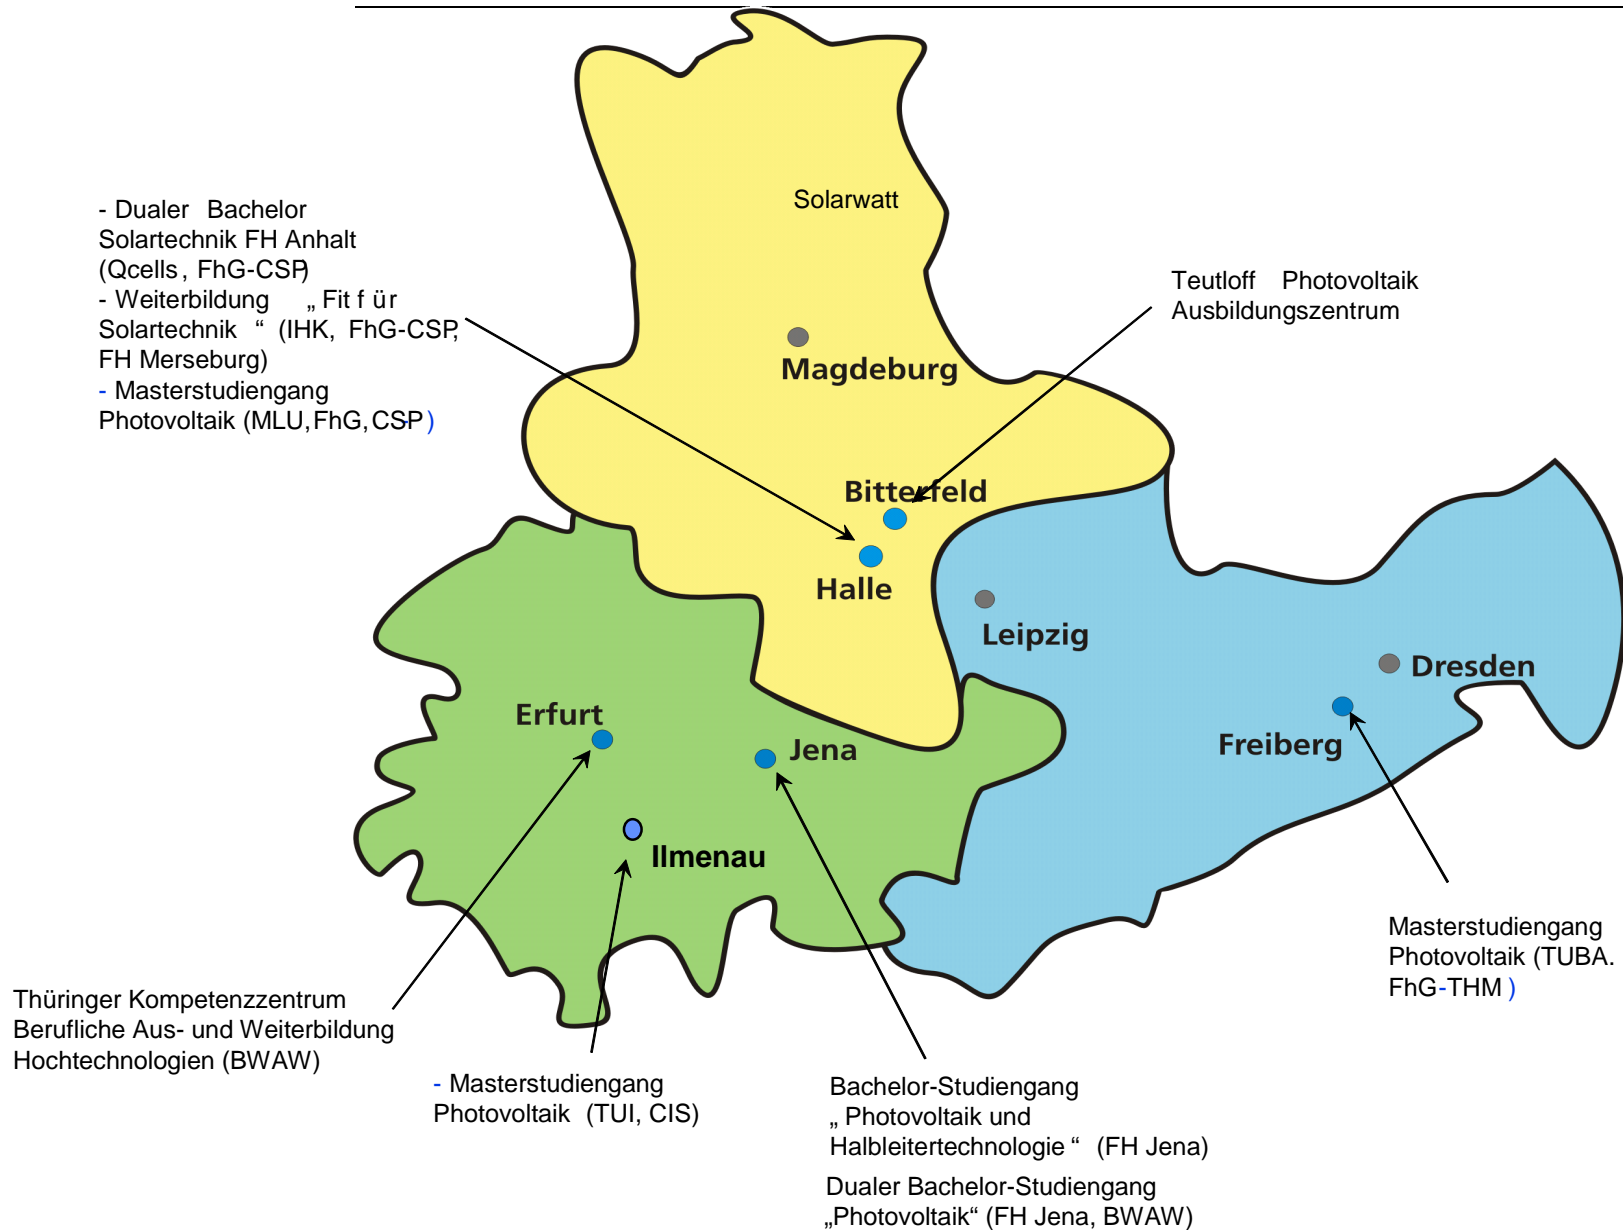 - Dualer Bachelor
Solartechnik FH Anhalt
(Qcells, FhG-CSP)
- Weiterbildung „Fit für
Solartechnik “ (IHK, FhG-CSP,
FH Merseburg)
- Masterstudiengang
Photovoltaik (MLU, FhG, CSP-)
Solarwatt
Teutloff Photovoltaik
Ausbildungszentrum
Magdeburg
Bitterfeld
Halle
Leipzig
Dresden
Freiberg
Erfurt
Jena
Ilmenau
Masterstudiengang
Photovoltaik (TUBA.
FhG-THM )
Thüringer Kompetenzzentrum
Berufliche Aus- und Weiterbildung
Hochtechnologien (BWAW)
- Masterstudiengang
Photovoltaik (TUI, CIS)
Bachelor-Studiengang
„ Photovoltaik und
Halbleitertechnologie “ (FH Jena)
Dualer Bachelor-Studiengang
„Photovoltaik“ (FH Jena, BWAW)